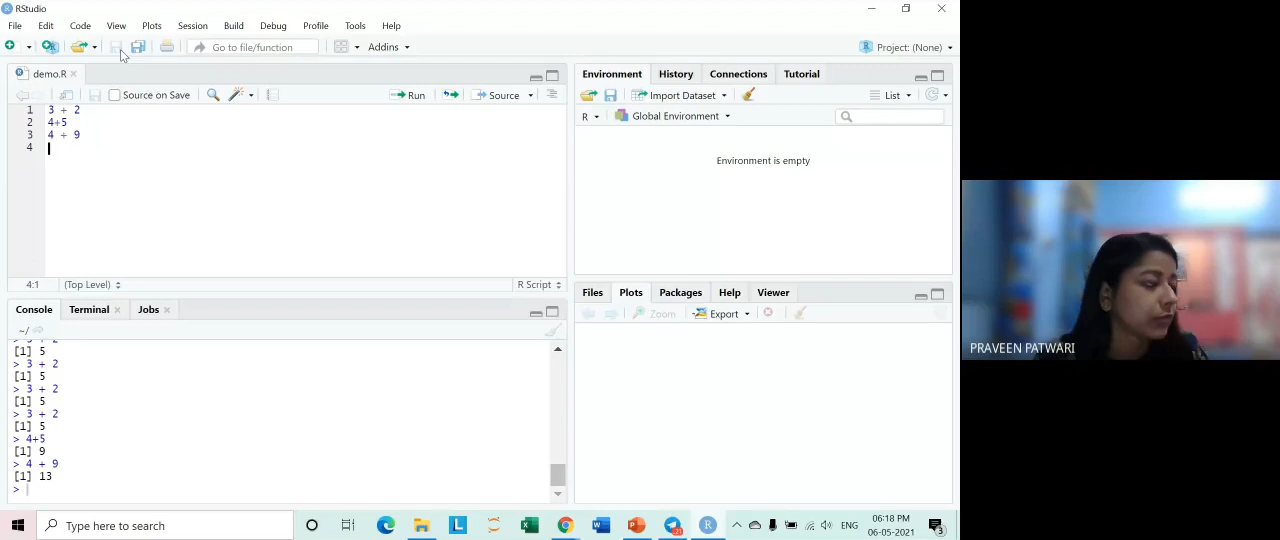 RStudio
File Edit Code View Plots Session Build Debug Profile Tools Help
Go to file/function Addins Project: (None)
demo.R
Source on Save Run Source
1 3 + 2
2 4+5
3 4 + 9
4
4:1 (Top Level) R Script
Console Terminal Jobs
~/
[1] 5
> 3 + 2
[1] 5
> 3 + 2
[1] 5
> 3 + 2
[1] 5
> 4+5
[1] 9
> 4 + 9
[1] 13
>
Environment History Connections Tutorial
Import Dataset List
R Global Environment
Environment is empty
Files Plots Packages Help Viewer
Zoom Export
PRAVEEN PATWARI
Type here to search
ENG
06:18 PM
06-05-2021